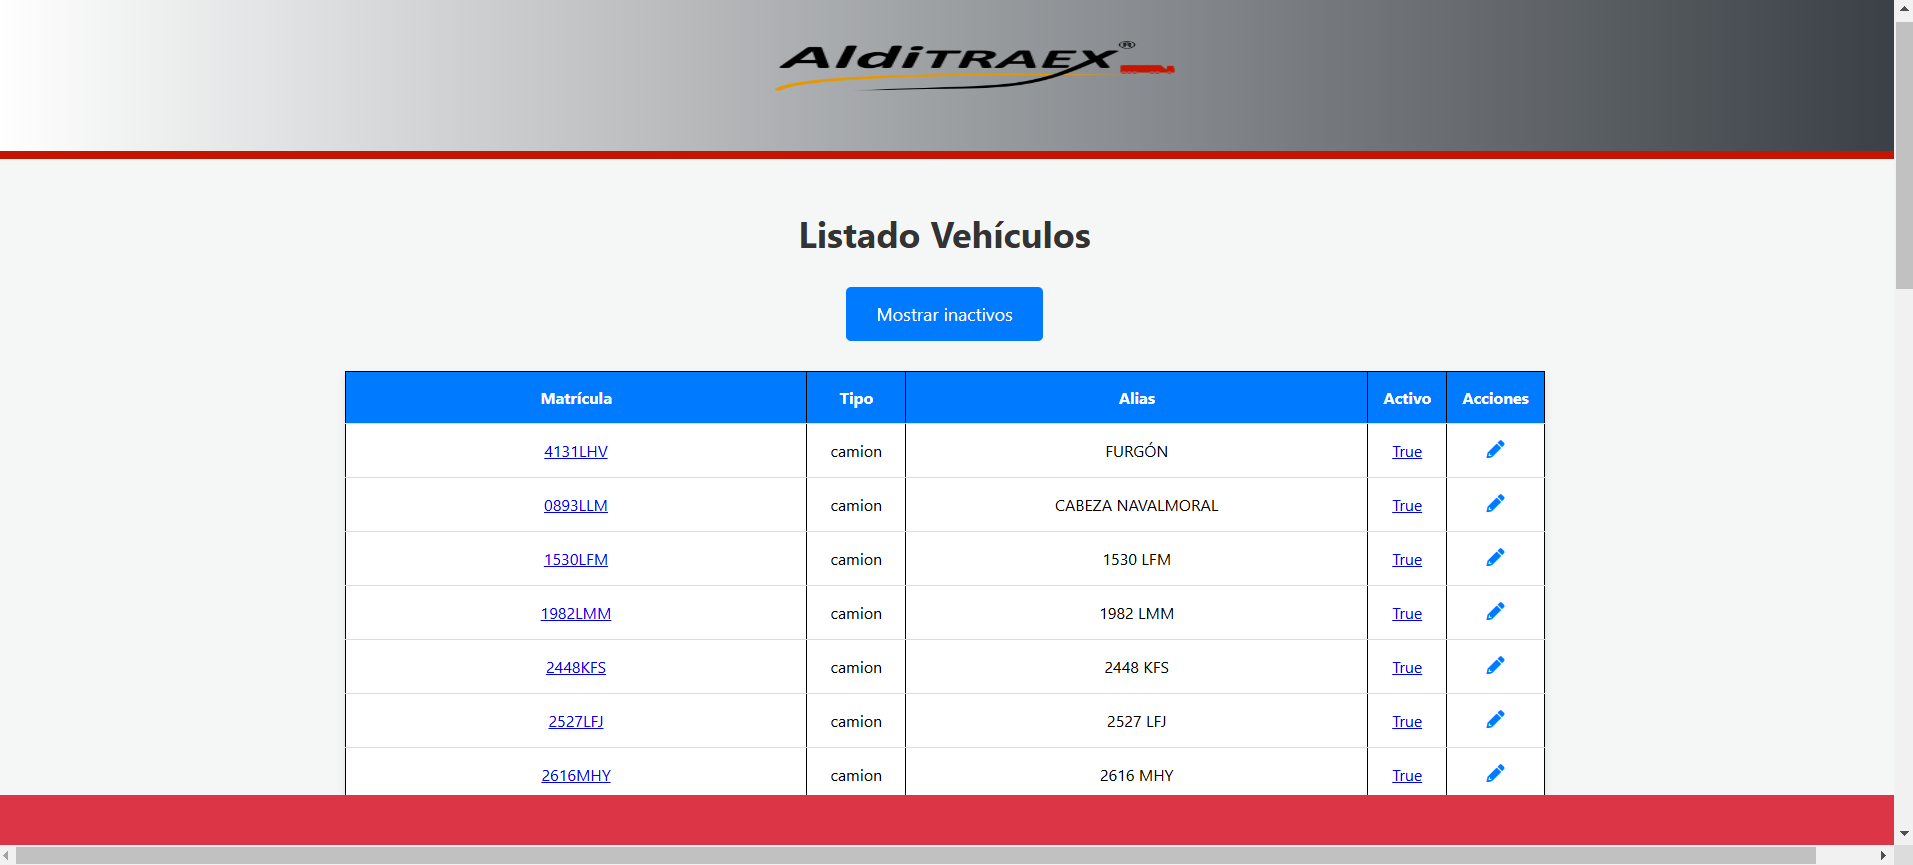 AldiTRAEX®
Listado Vehículos
Mostrar inactivos
Matrícula Tipo Alias Activo Acciones
4131LHV camion FURGÓN True
0893LLM camion CABEZA NAVALMORAL True
1530LFM camion 1530 LFM True
1982LMM camion 1982 LMM True
2448KFS camion 2448 KFS True
2527LFJ camion 2527 LFJ True
2616MHY camion 2616 MHY True